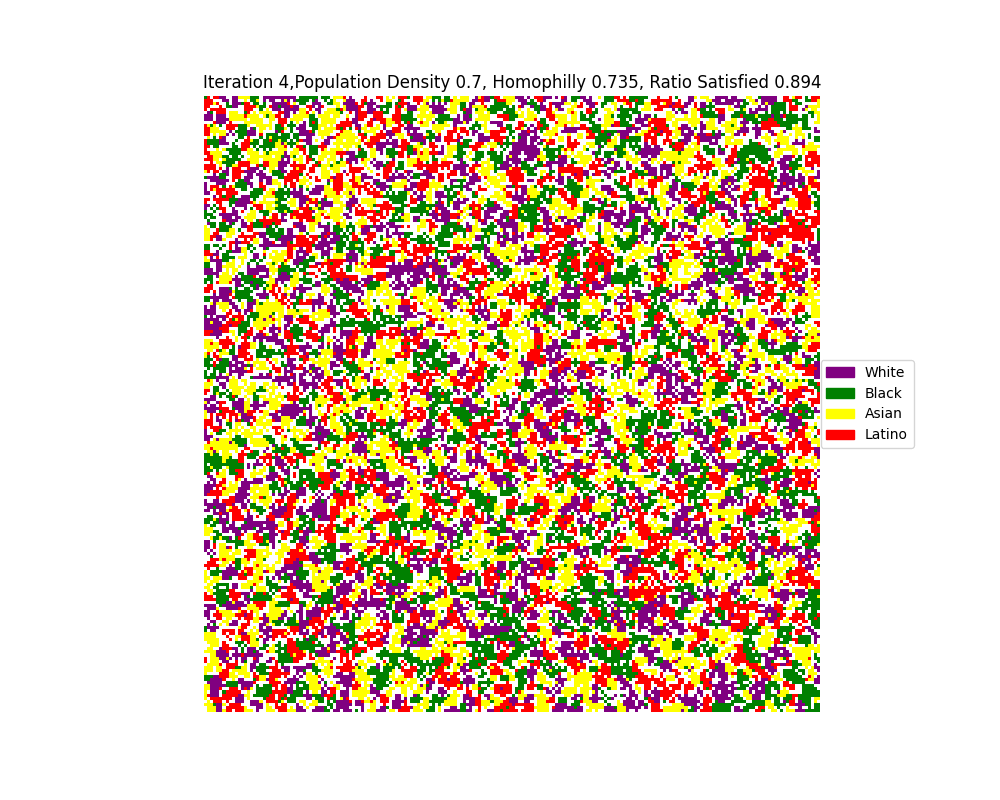 Iteration 4,Population Density 0.7, Homophilly 0.735, Ratio Satisfied 0.894
White
Black
Asian
Latino